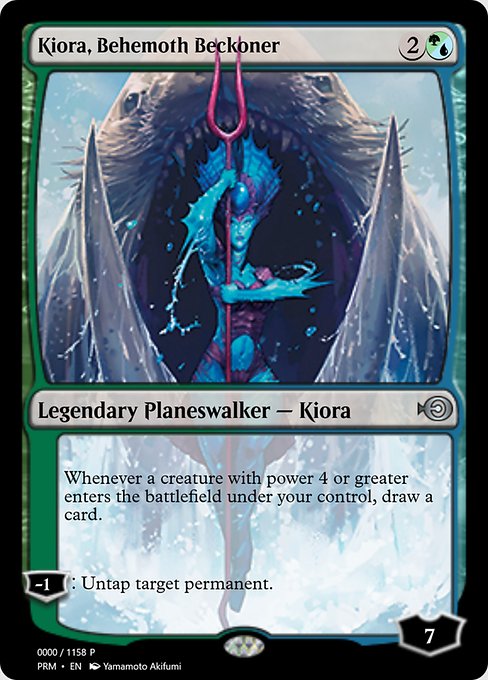 Kiora, Behemoth Beckoner 2
Legendary Planeswalker — Kiora
Whenever a creature with power 4 or greater
enters the battlefield under your control, draw a
card.
-1 : Untap target permanent.
7
0000 / 1158 P
PRM • EN Yamamoto Akifumi